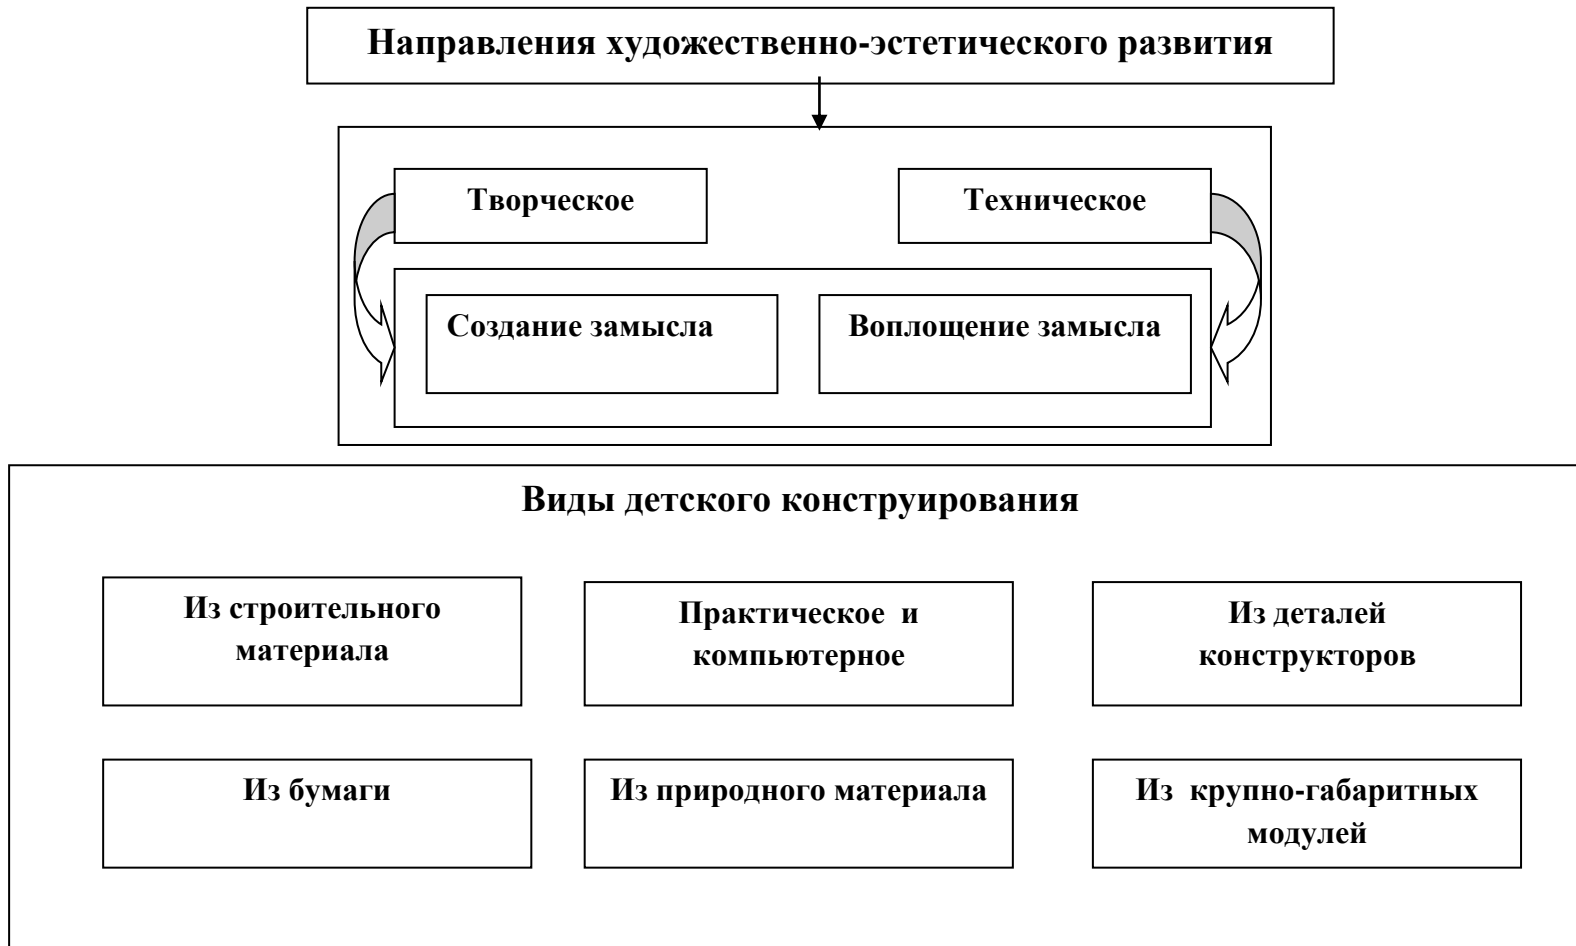 Направления художественно-эстетического развития
Творческое
Техническое
Создание замысла
Воплощение замысла
Виды детского конструирования
Из строительного
материала
Практическое и
компьютерное
Из деталей
конструкторов
Из бумаги
Из природного материала
Из крупно-габаритных
модулей